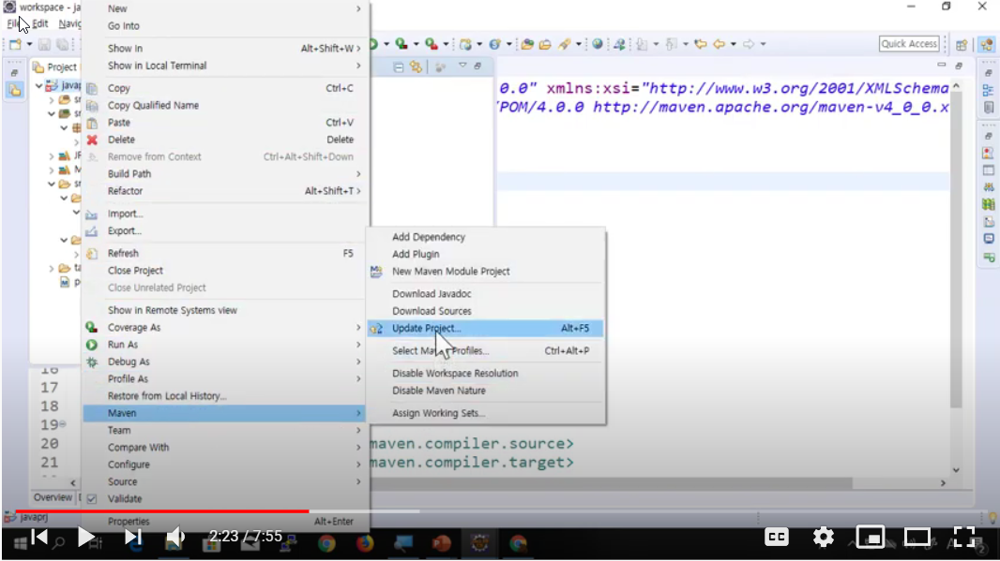 workspace - ja
File Edit Navig
Quick Access
Project
javap
New
Go Into
Show In Alt+Shift+W
Show in Local Terminal
Copy Ctrl+C
Copy Qualified Name
Paste Ctrl+V
Delete Delete
Remove from Context Ctrl+Alt+Shift+Down
Build Path
Refactor Alt+Shift+T
Import...
Export...
Refresh F5
Close Project
Close Unrelated Project
Show in Remote Systems view
Coverage As
Run As
Debug As
Profile As
Restore from Local History...
Maven
Team
Compare With
Configure
Source
Validate
Properties Alt+Enter
Add Dependency
Add Plugin
New Maven Module Project
Download Javadoc
Download Sources
Update Project... Alt+F5
Select Maven Profiles... Ctrl+Alt+P
Disable Workspace Resolution
Disable Maven Nature
Assign Working Sets...
0.0" xmlns:xsi="http://www.w3.org/2001/XMLSchema
POM/4.0.0 http://maven.apache.org/maven-v4_0_0.x
16
17
18
19
20 maven.compiler.source>
21 maven.compiler.target>
Overview
javaprj
2:23 / 7:55
CC